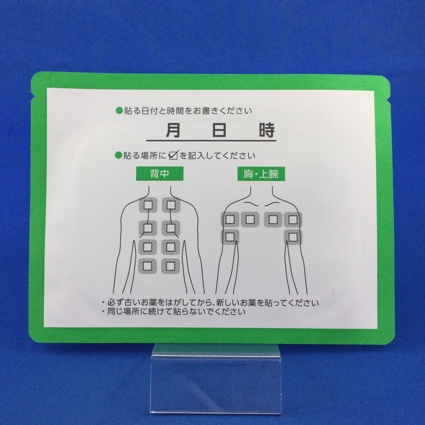 ●貼る日付と時間をお書きください
月 日 時
●貼る場所に☑を記入してください
背中 胸・上腕
・必ず古いお薬をはがしてから、新しいお薬を貼ってください
・同じ場所に続けて貼らないでください